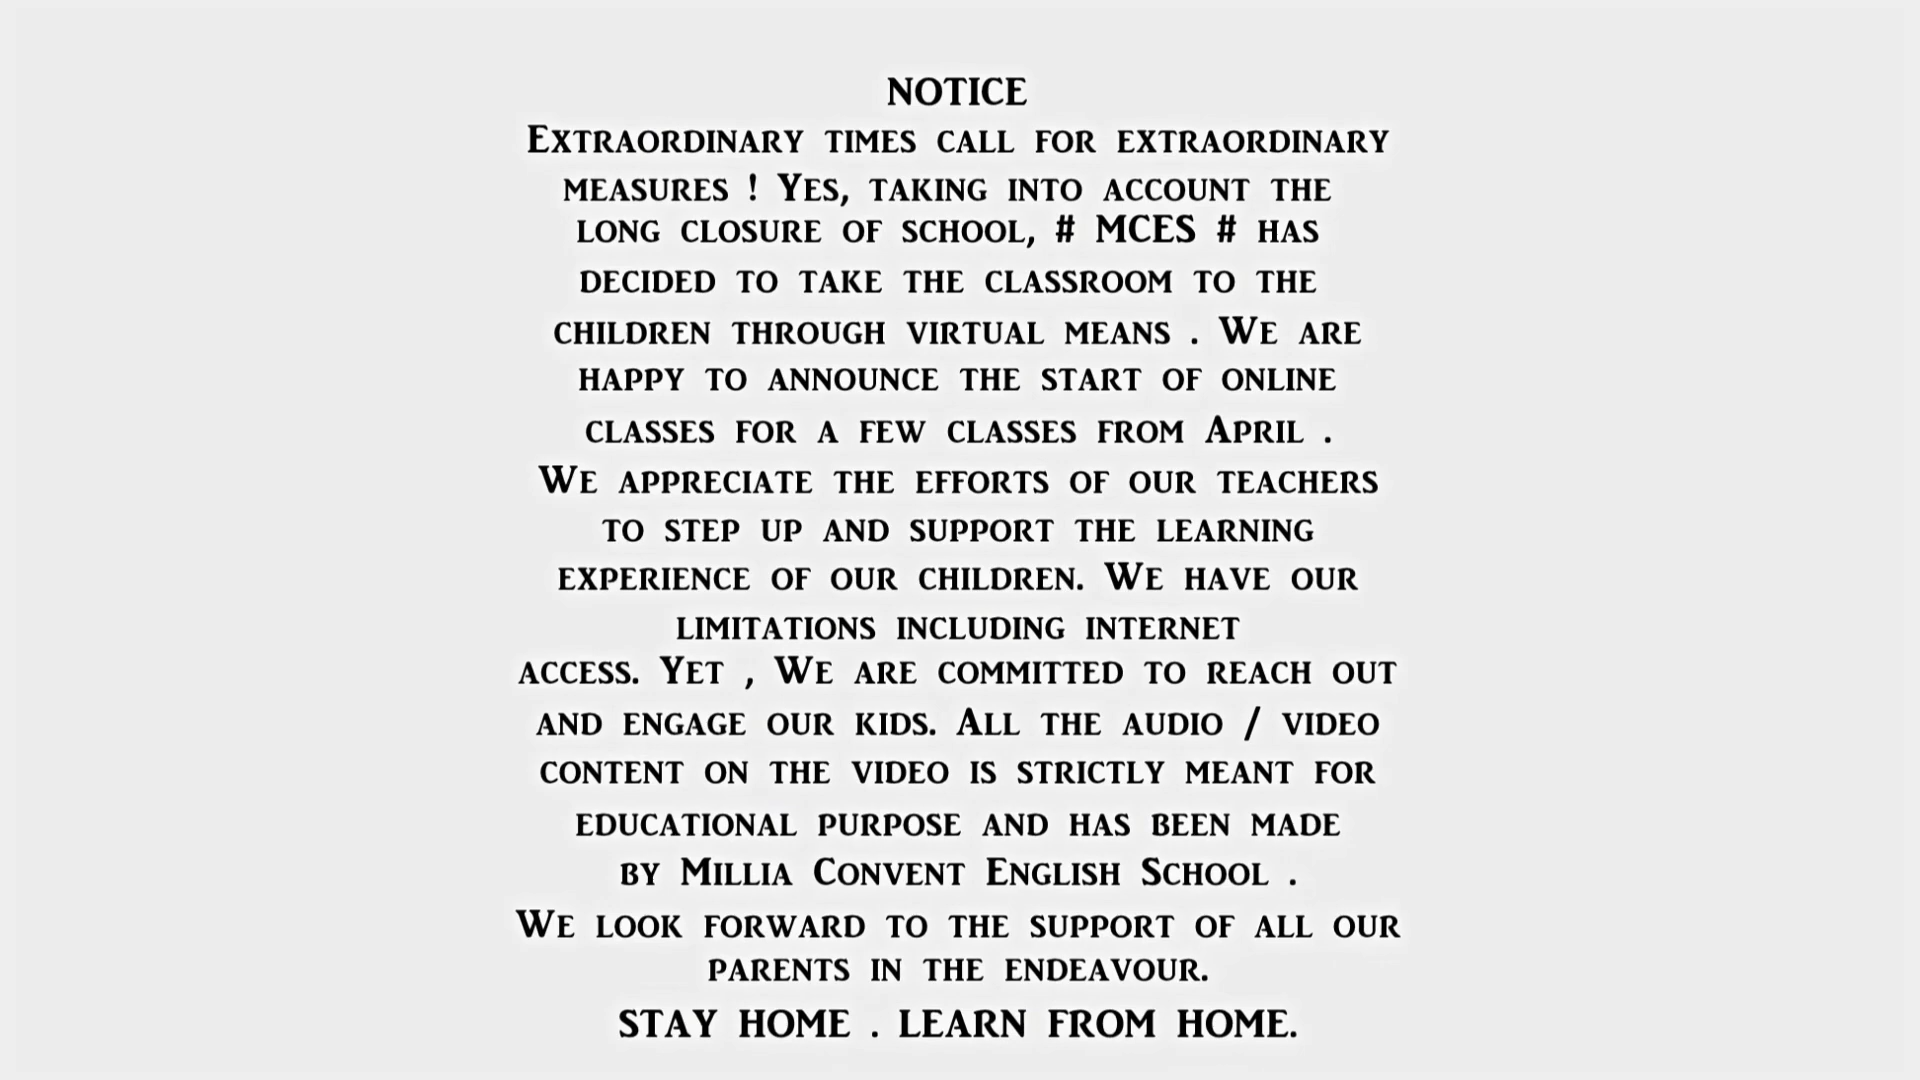 NOTICE
Extraordinary times call for extraordinary
measures ! Yes, taking into account the
long closure of school, # MCES # has
decided to take the classroom to the
children through virtual means . We are
happy to announce the start of online
classes for a few classes from April .
We appreciate the efforts of our teachers
to step up and support the learning
experience of our children. We have our
limitations including internet
access. Yet , We are committed to reach out
and engage our kids. All the audio / video
content on the video is strictly meant for
educational purpose and has been made
by Millia Convent English School .
We look forward to the support of all our
parents in the endeavour.
STAY HOME . LEARN FROM HOME.